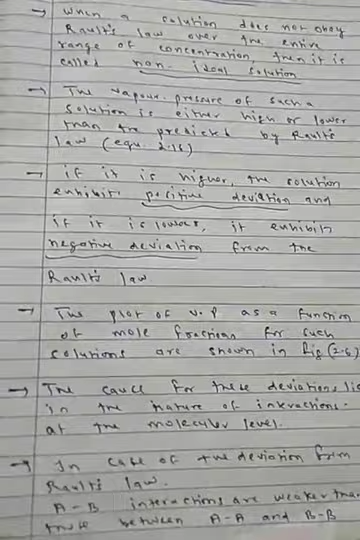 → When a solution does not obey
Raoult's law over the entire
range of concentration, then it is
called non-ideal solution
→ The vapour pressure of such a
solution is either high or lower
than the predicted by Raoult's
law (equ. 2.16)
→ if it is higher, the solution
exhibits positive deviation and
if it is lower, it exhibits
negative deviation from the
Raoult's law
→ The plot of v.p as a function
of mole fraction for such
solutions are shown in fig (2.6)
→ The cause for these deviations lie
in the nature of interactions.
at the molecular level.
→ In case of the deviation from
Raoult's law.
A-B interactions are weaker than
those between A-A and B-B